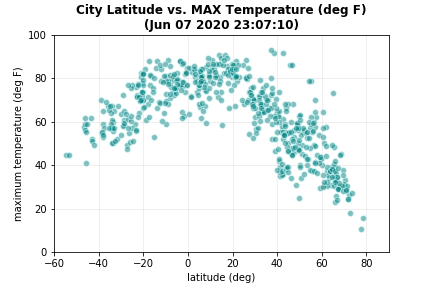 City Latitude vs. MAX Temperature (deg F)
(Jun 07 2020 23:07:10)
100
80
60
40
20
0
maximum temperature (deg F)
−60 −40 −20 0 20 40 60 80
latitude (deg)